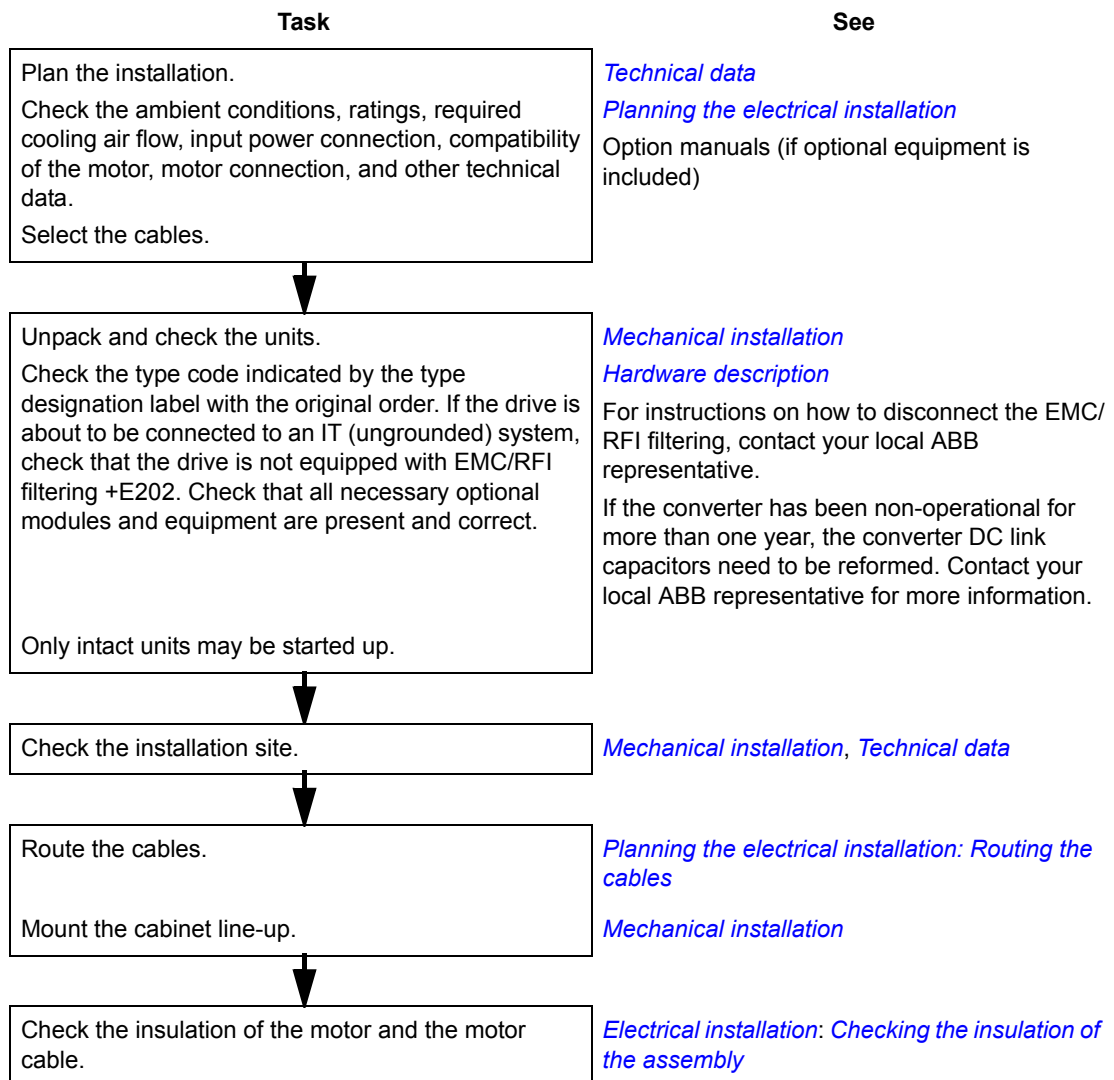 Task
See
Plan the installation.
Check the ambient conditions, ratings, required
cooling air flow, input power connection, compatibility
of the motor, motor connection, and other technical
data.
Select the cables.
Technical data
Planning the electrical installation
Option manuals (if optional equipment is
included)
Unpack and check the units.
Check the type code indicated by the type
designation label with the original order. If the drive is
about to be connected to an IT (ungrounded) system,
check that the drive is not equipped with EMC/RFI
filtering +E202. Check that all necessary optional
modules and equipment are present and correct.
Only intact units may be started up.
Mechanical installation
Hardware description
For instructions on how to disconnect the EMC/
RFI filtering, contact your local ABB
representative.
If the converter has been non-operational for
more than one year, the converter DC link
capacitors need to be reformed. Contact your
local ABB representative for more information.
Check the installation site.
Mechanical installation, Technical data
Route the cables.
Planning the electrical installation: Routing the
cables
Mount the cabinet line-up.
Mechanical installation
Check the insulation of the motor and the motor
cable.
Electrical installation: Checking the insulation of
the assembly